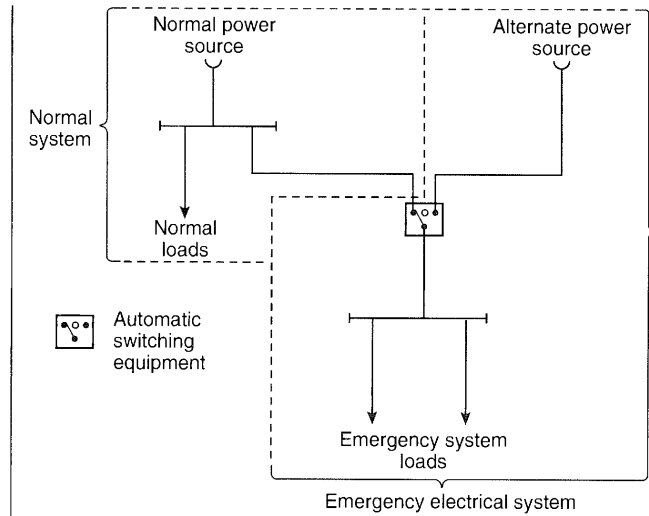 Normal power
source
Alternate power
source
Normal
system
Normal
loads
Automatic
switching
equipment
Emergency system
loads
Emergency electrical system